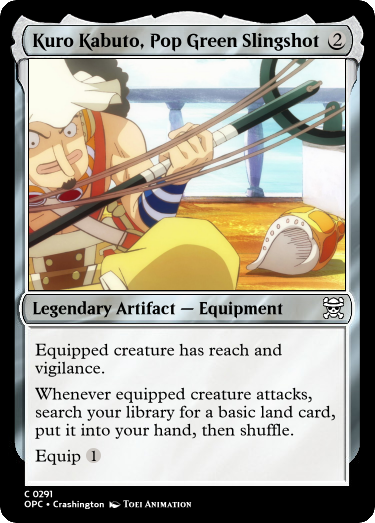 Kuro Kabuto, Pop Green Slingshot 2
Legendary Artifact — Equipment
Equipped creature has reach and
vigilance.
Whenever equipped creature attacks,
search your library for a basic land card,
put it into your hand, then shuffle.
Equip 1
C 0291
OPC • Crashington Toei Animation